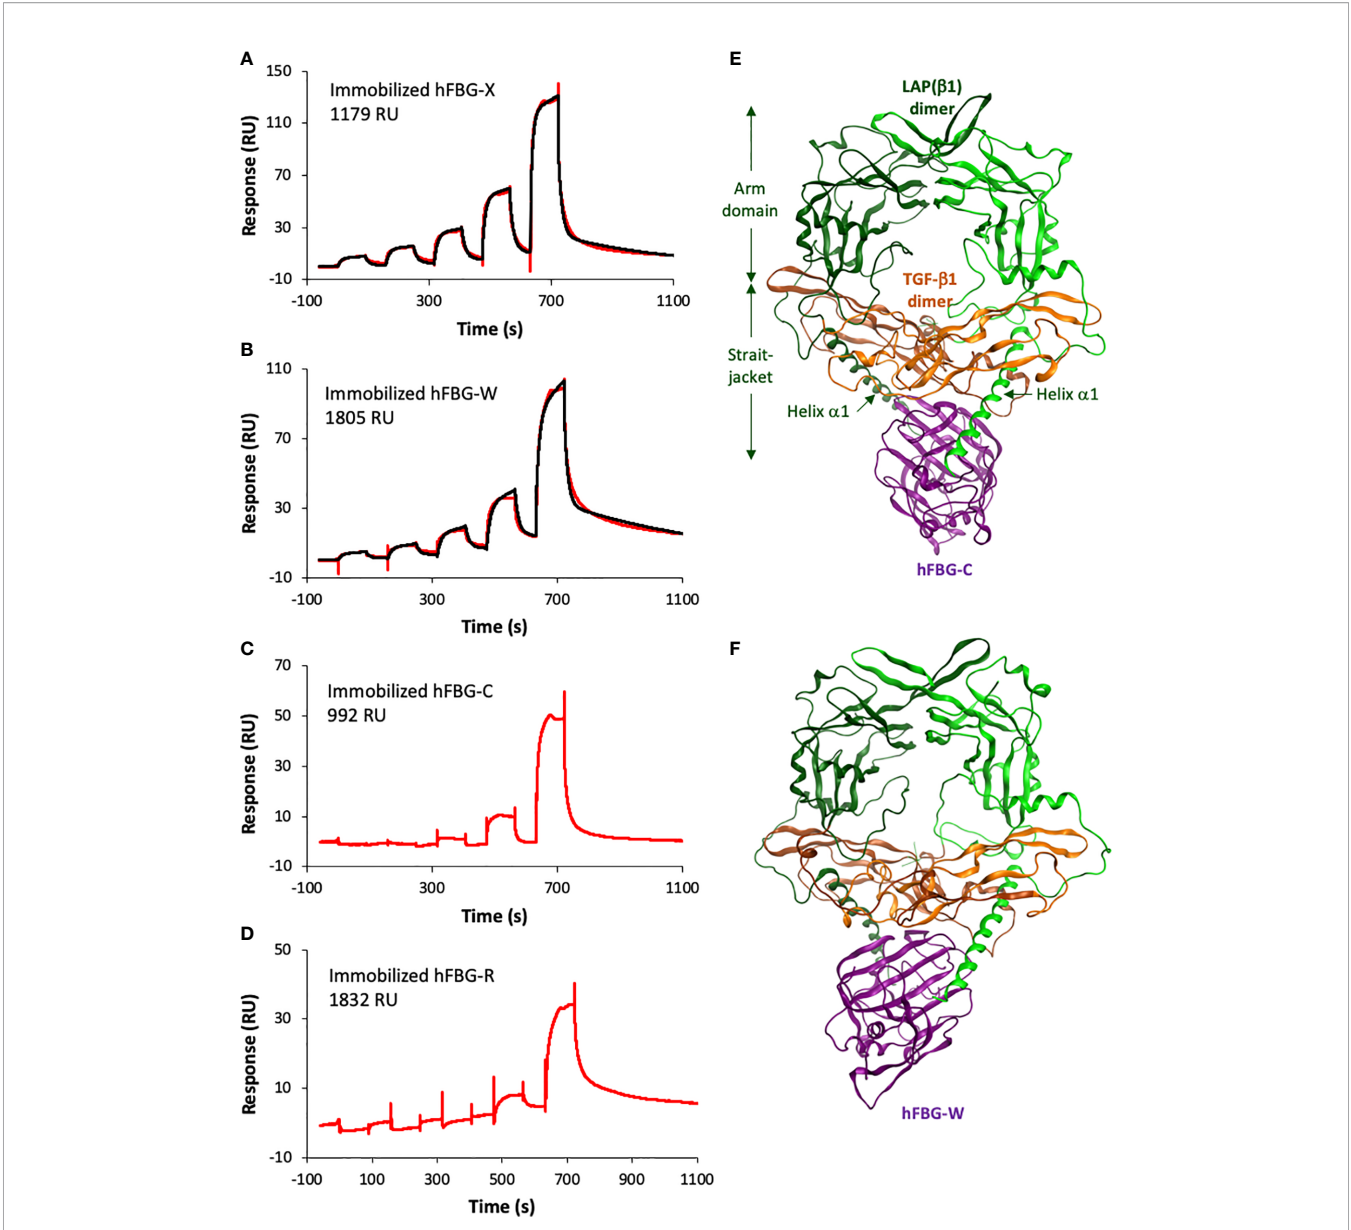 A
Immobilized hFBG-X
1179 RU
Response (RU)
150
110
70
30
-10
-100
300
700
1100
Time (s)
B
Immobilized hFBG-W
1805 RU
Response (RU)
110
70
30
-10
-100
300
700
1100
Time (s)
C
Immobilized hFBG-C
992 RU
Response (RU)
70
50
30
10
-10
-100
300
700
1100
Time (s)
D
Immobilized hFBG-R
1832 RU
Response (RU)
50
30
10
-10
-100
100
300
500
700
900
1100
Time (s)
E
LAP(β1)
dimer
Arm
domain
TGF-β1
dimer
Strait-
jacket
Helix α1
Helix α1
hFBG-C
F
hFBG-W